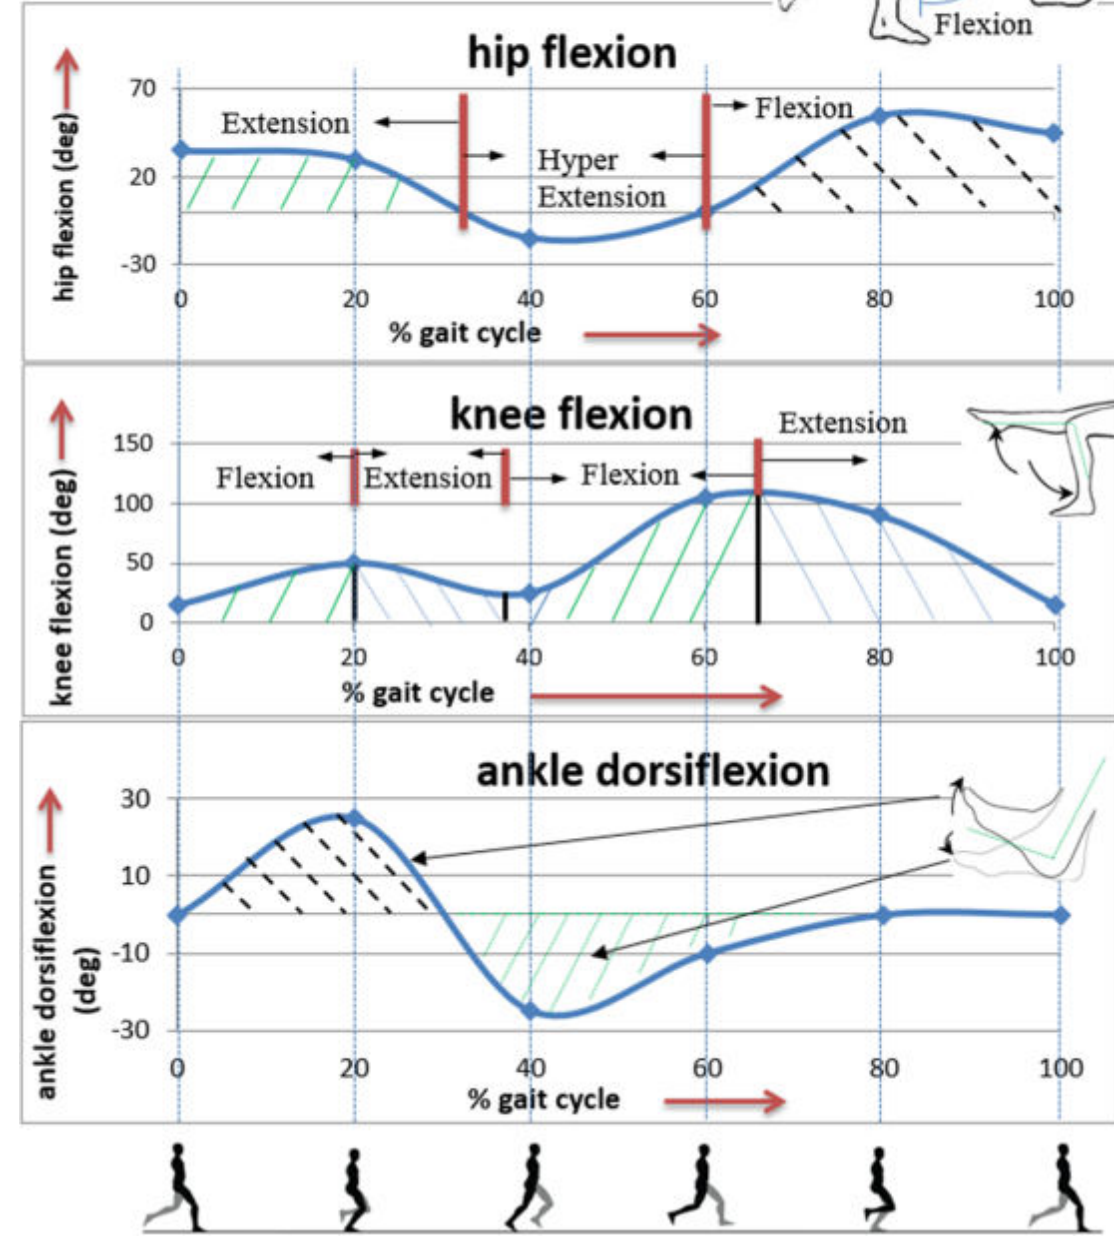 Flexion
hip flexion
hip flexion (deg)
70
20
-30
Extension
Hyper
Extension
Flexion
0 20 40 60 80 100
% gait cycle
knee flexion
knee flexion (deg)
150
100
50
0
Flexion Extension Flexion Extension
0 20 40 60 80 100
% gait cycle
ankle dorsiflexion
ankle dorsiflexion
(deg)
30
10
-10
-30
0 20 40 60 80 100
% gait cycle